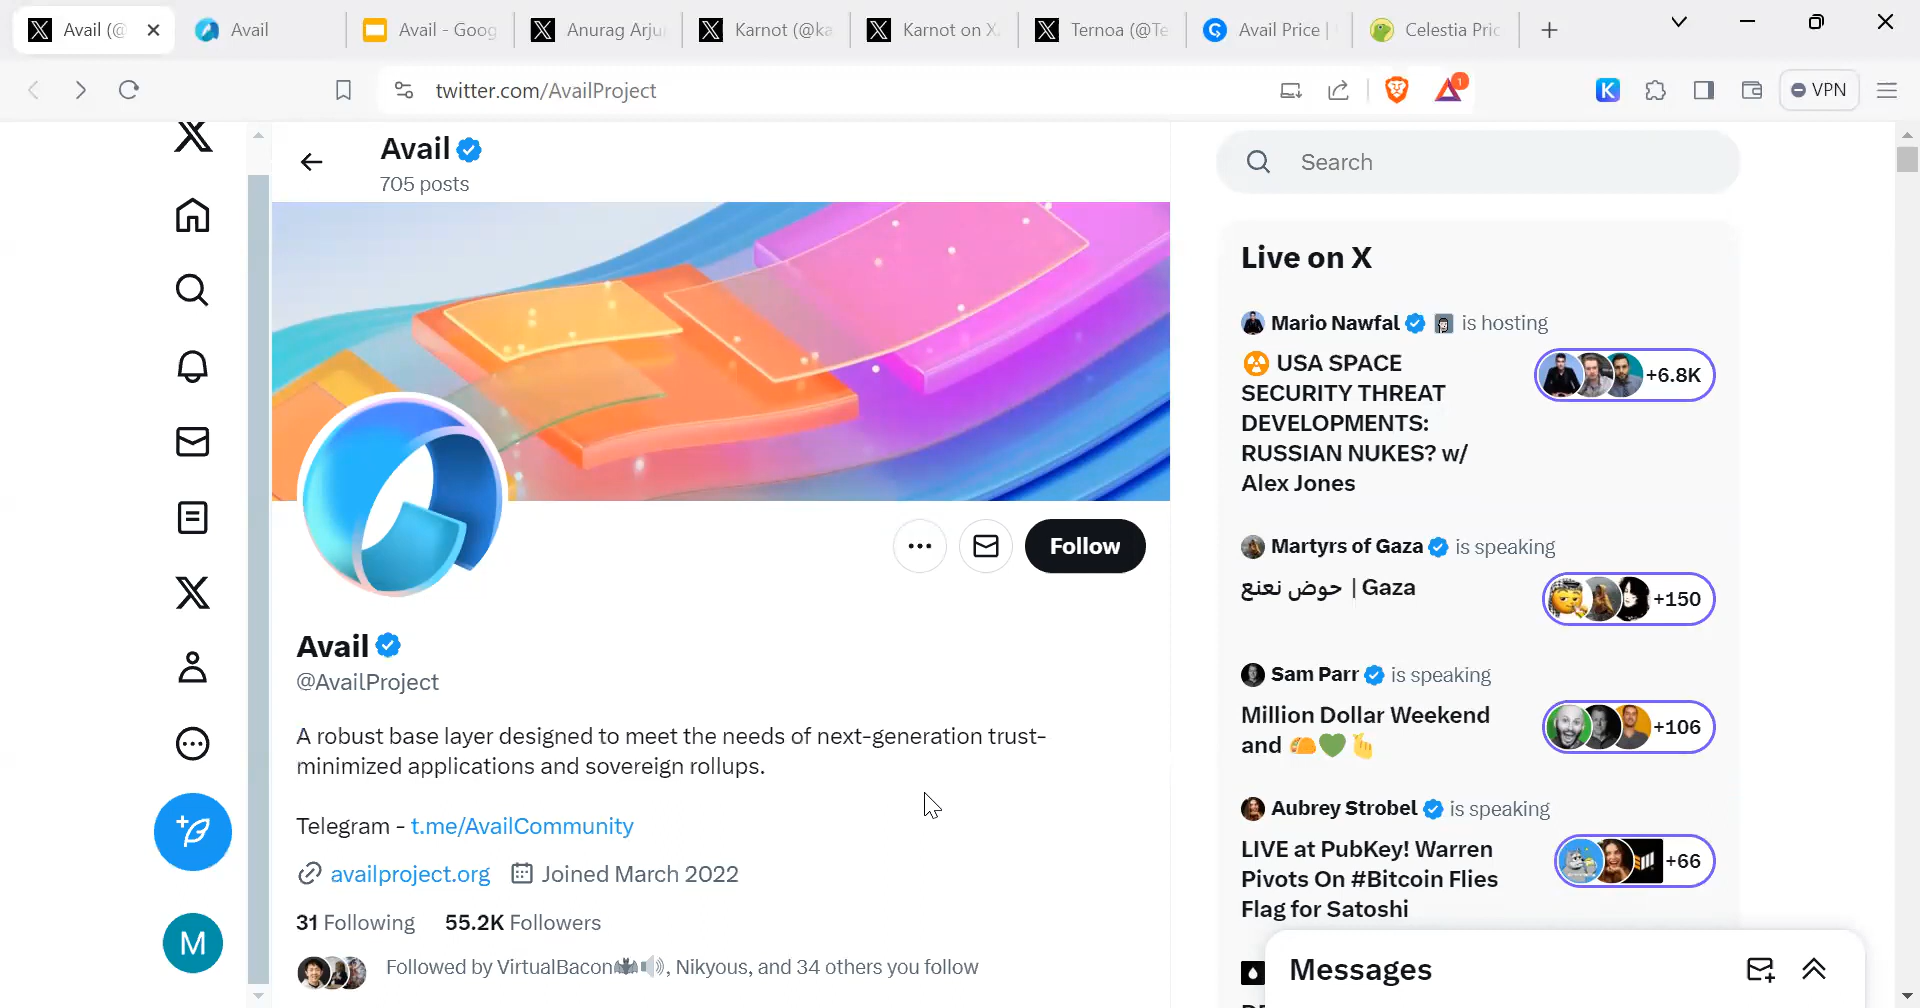 Avail (@
Avail
Avail - Goog
Anurag Arju
Karnot (@ka
Karnot on X
Ternoa (@Te
Avail Price |
Celestia Pric
twitter.com/AvailProject
1
K
VPN
Avail
705 posts
Follow
Avail
@AvailProject
A robust base layer designed to meet the needs of next-generation trust-
minimized applications and sovereign rollups.
Telegram - t.me/AvailCommunity
availproject.org Joined March 2022
31 Following 55.2K Followers
Followed by VirtualBacon🦇🔊, Nikyous, and 34 others you follow
M
Search
Live on X
Mario Nawfal is hosting
☢️ USA SPACE
SECURITY THREAT
DEVELOPMENTS:
RUSSIAN NUKES? w/
Alex Jones
+6.8K
Martyrs of Gaza is speaking
حوض نعنع | Gaza
+150
Sam Parr is speaking
Million Dollar Weekend
and 🌮💚🫰
+106
Aubrey Strobel is speaking
LIVE at PubKey! Warren
Pivots On #Bitcoin Flies
Flag for Satoshi
+66
Messages